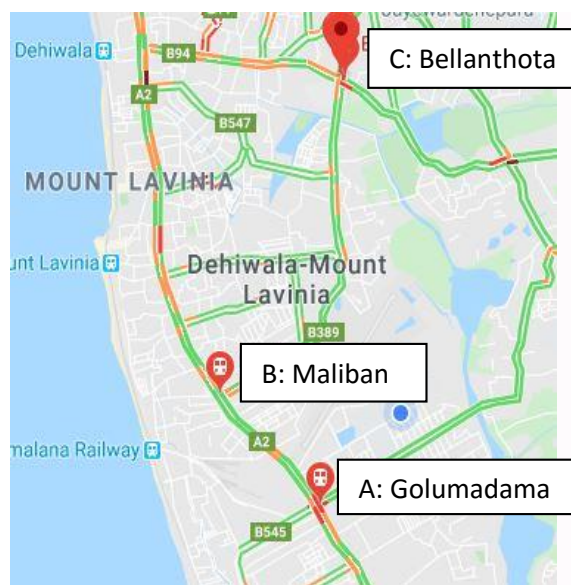 Dehiwala
B94
C: Bellanthota
A2
B547
MOUNT LAVINIA
unt Lavinia
Dehiwala-Mount
Lavinia
B389
B: Maliban
malana Railway
A2
A: Golumadama
B545